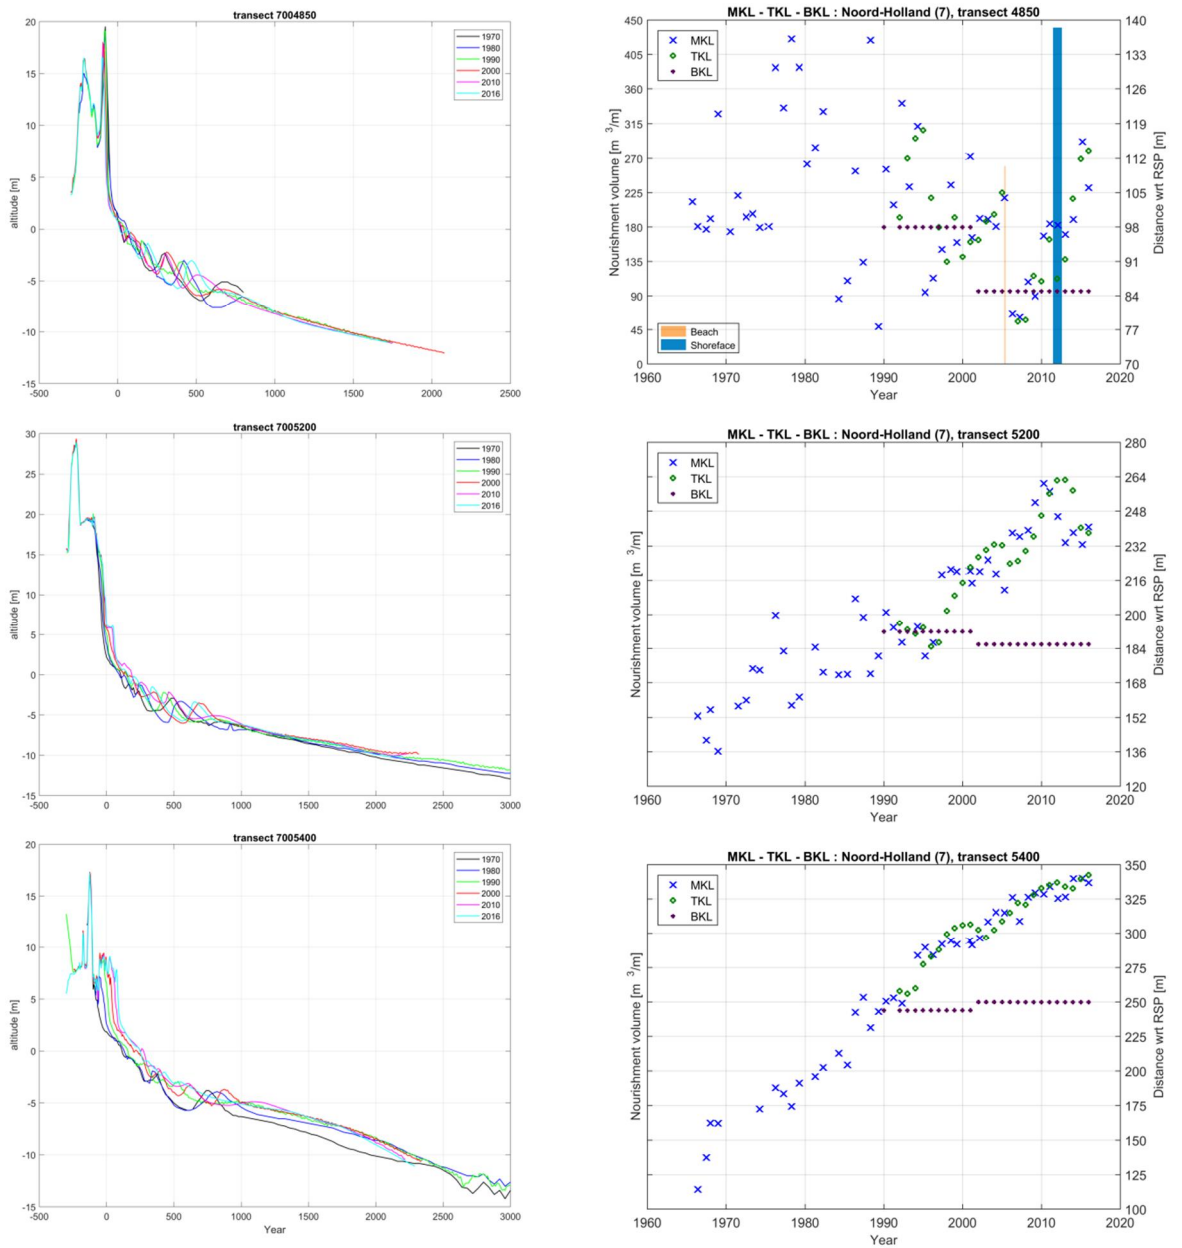 transect 7004850
20
15
10
5
0
-5
-10
-15
altitude [m]
-500 0 500 1000 1500 2000 2500
1970
1980
1990
2000
2010
2016
MKL - TKL - BKL : Noord-Holland (7), transect 4850
450
405
360
315
270
225
180
135
90
45
0
Nourishment volume [m ³/m]
140
133
126
119
112
105
98
91
84
77
70
Distance wrt RSP [m]
MKL
TKL
BKL
Beach
Shoreface
1960 1970 1980 1990 2000 2010 2020
Year
transect 7005200
30
25
20
15
10
5
0
-5
-10
-15
altitude [m]
-500 0 500 1000 1500 2000 2500 3000
1970
1980
1990
2000
2010
2016
MKL - TKL - BKL : Noord-Holland (7), transect 5200
Nourishment volume [m ³/m]
280
264
248
232
216
200
184
168
152
136
120
Distance wrt RSP [m]
MKL
TKL
BKL
1960 1970 1980 1990 2000 2010 2020
Year
transect 7005400
20
15
10
5
0
-5
-10
-15
altitude [m]
-500 0 500 1000 1500 2000 2500 3000
Year
1970
1980
1990
2000
2010
2016
MKL - TKL - BKL : Noord-Holland (7), transect 5400
Nourishment volume [m ³/m]
350
325
300
275
250
225
200
175
150
125
100
Distance wrt RSP [m]
MKL
TKL
BKL
1960 1970 1980 1990 2000 2010 2020
Year